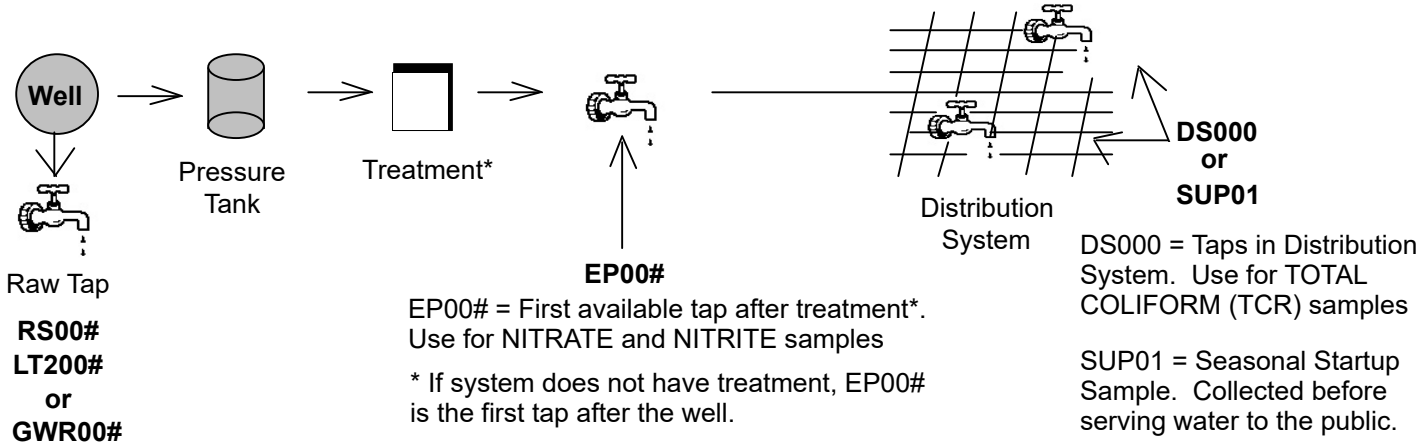 Well
Pressure
Tank
Treatment*
Raw Tap
RS00#
LT200#
or
GWR00#
EP00#
EP00# = First available tap after treatment*.
Use for NITRATE and NITRITE samples
* If system does not have treatment, EP00#
is the first tap after the well.
Distribution
System
DS000
or
SUP01
DS000 = Taps in Distribution
System. Use for TOTAL
COLIFORM (TCR) samples
SUP01 = Seasonal Startup
Sample. Collected before
serving water to the public.